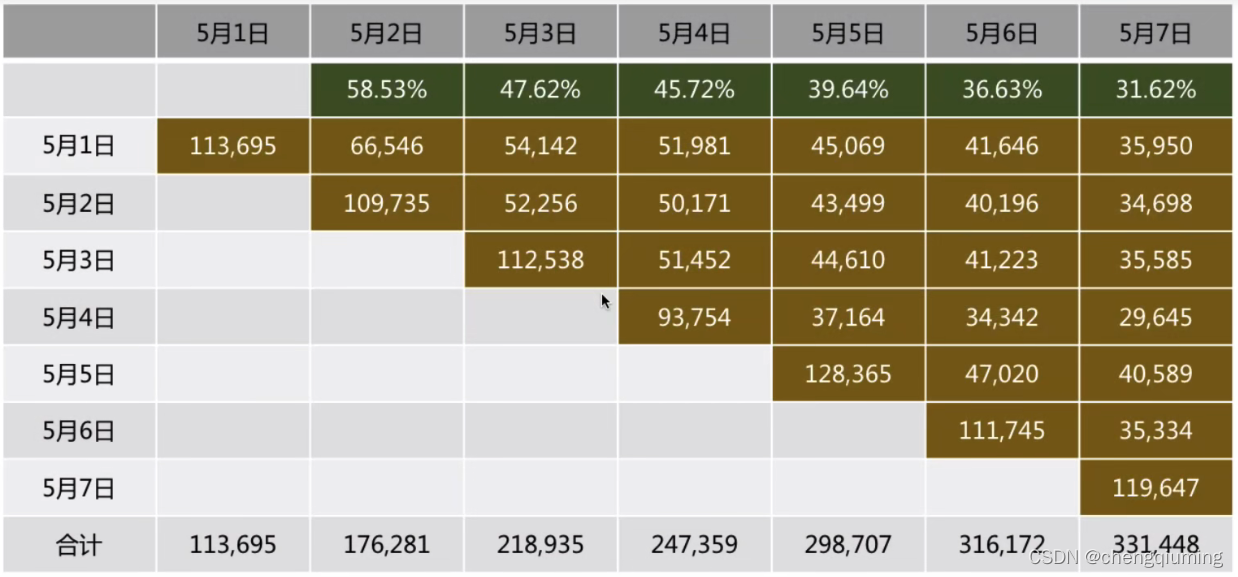 5月1日 5月2日 5月3日 5月4日 5月5日 5月6日 5月7日
58.53% 47.62% 45.72% 39.64% 36.63% 31.62%
5月1日 113,695 66,546 54,142 51,981 45,069 41,646 35,950
5月2日 109,735 52,256 50,171 43,499 40,196 34,698
5月3日 112,538 51,452 44,610 41,223 35,585
5月4日 93,754 37,164 34,342 29,645
5月5日 128,365 47,020 40,589
5月6日 111,745 35,334
5月7日 119,647
合计 113,695 176,281 218,935 247,359 298,707 316,172 331,448
CSDN @chengqiuming